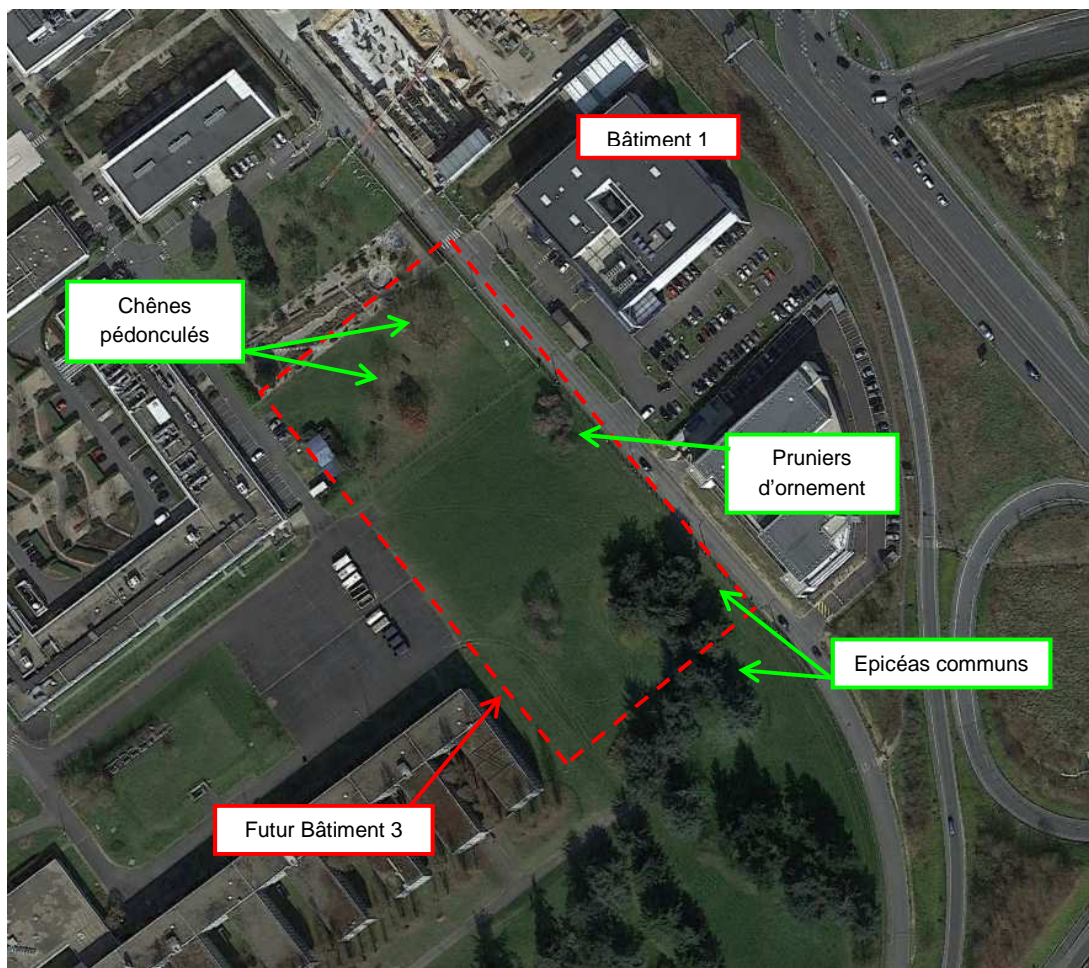 Bâtiment 1
Chênes
pédonculés
Pruniers
d'ornement
Epicéas communs
Futur Bâtiment 3